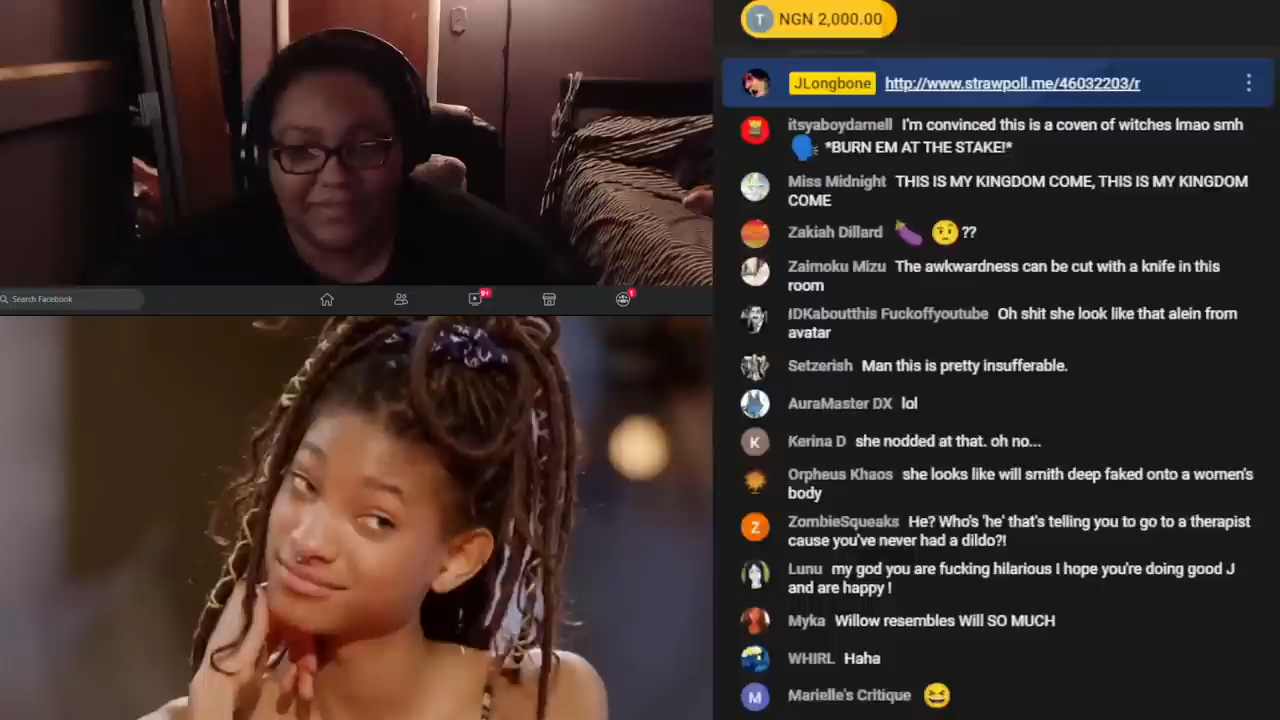 T NGN 2,000.00
JLongbone http://www.strawpoll.me/46032203/r
itsyaboydarnell I'm convinced this is a coven of witches lmao smh
*BURN EM AT THE STAKE!*
Miss Midnight THIS IS MY KINGDOM COME, THIS IS MY KINGDOM
COME
Zakiah Dillard ??
Zaimoku Mizu The awkwardness can be cut with a knife in this
room
IDKaboutthis Fuckoffyoutube Oh shit she look like that alein from
avatar
Setzerish Man this is pretty insufferable.
AuraMaster DX lol
K Kerina D she nodded at that. oh no...
Orpheus Khaos she looks like will smith deep faked onto a women's
body
Z ZombieSqueaks He? Who's 'he' that's telling you to go to a therapist
cause you've never had a dildo?!
Lunu my god you are fucking hilarious I hope you're doing good J
and are happy !
Myka Willow resembles Will SO MUCH
WHIRL Haha
M Marielle's Critique
Search Facebook
9+
1